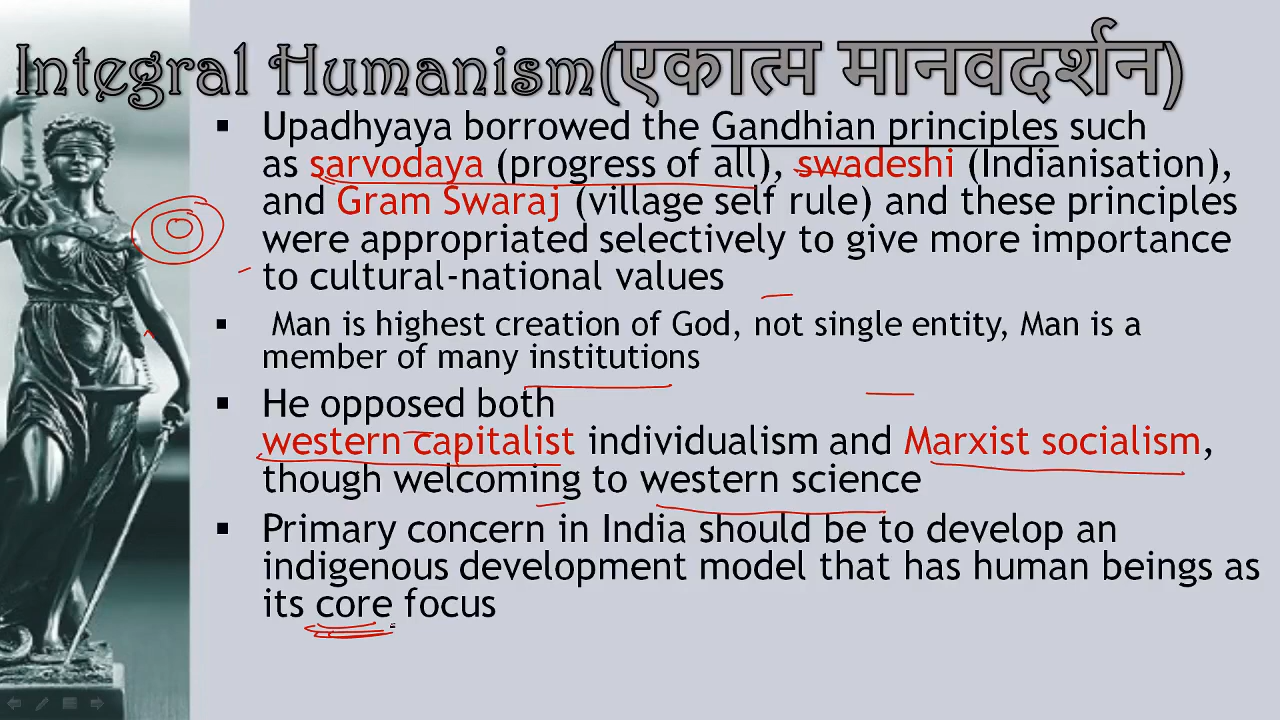 Integral Humanism(एकात्म मानवदर्शन)
▪ Upadhyaya borrowed the Gandhian principles such
as sarvodaya (progress of all), swadeshi (Indianisation),
and Gram Swaraj (village self rule) and these principles
were appropriated selectively to give more importance
to cultural-national values
▪ Man is highest creation of God, not single entity, Man is a
member of many institutions
▪ He opposed both
western capitalist individualism and Marxist socialism,
though welcoming to western science
▪ Primary concern in India should be to develop an
indigenous development model that has human beings as
its core focus